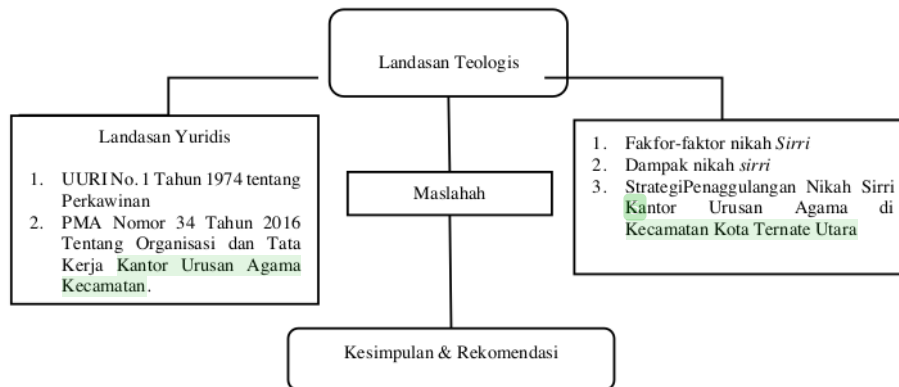 Landasan Teologis
Landasan Yuridis
1. UURI No. 1 Tahun 1974 tentang
Perkawinan
2. PMA Nomor 34 Tahun 2016
Tentang Organisasi dan Tata
Kerja Kantor Urusan Agama
Kecamatan.
Maslahah
1. Fakfor-faktor nikah Sirri
2. Dampak nikah sirri
3. StrategiPenaggulangan Nikah Sirri
Kantor Urusan Agama di
Kecamatan Kota Ternate Utara
Kesimpulan & Rekomendasi